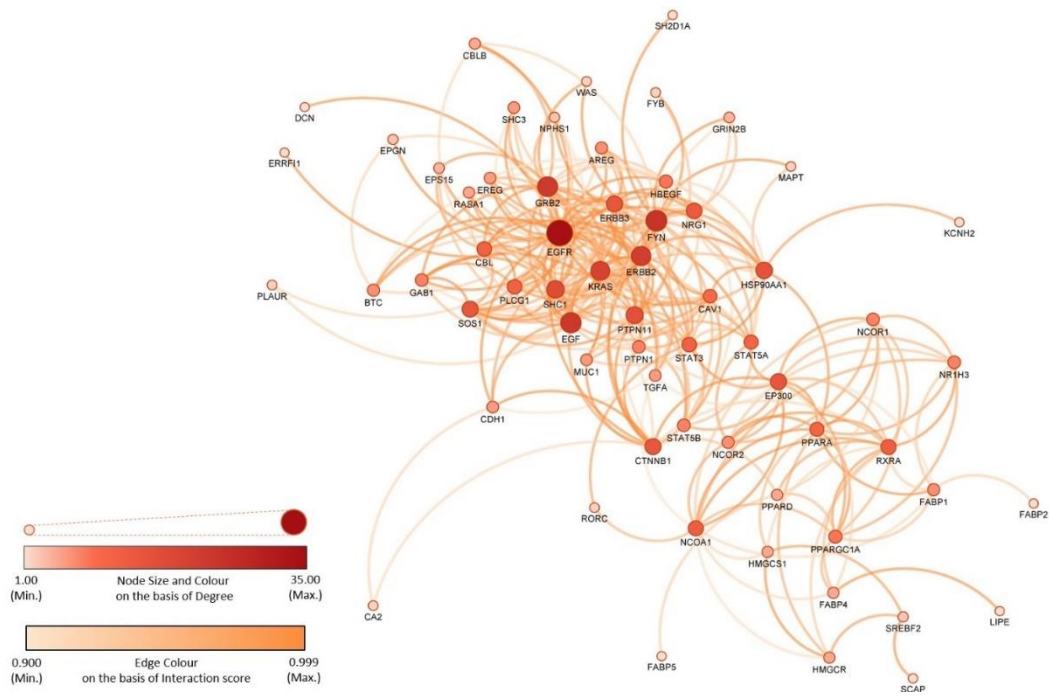 SH2D1A
CBLB
WAS
FYB
DCN
SHC3
NPHS1
GRIN2B
EPGN
ERRFI1
AREG
MAPT
EPS15
EREG
HBEGF
RASA1
GRB2
ERBB3
NRG1
FYN
KCNH2
EGFR
CBL
ERBB2
HSP90AA1
KRAS
PLAUR
BTC
GAB1
PLCG1
SHC1
CAV1
SOS1
EGF
PTPN11
NCOR1
STAT3
STAT5A
PTPN1
MUC1
NR1H3
TGFA
EP300
CDH1
STAT5B
PPARA
CTNNB1
NCOR2
RXRA
FABP1
PPARD
RORC
FABP2
NCOA1
PPARGC1A
HMGCS1
FABP4
CA2
LIPE
SREBF2
FABP5
HMGCR
SCAP
1.00
(Min.)
Node Size and Colour
on the basis of Degree
35.00
(Max.)
0.900
(Min.)
Edge Colour
on the basis of Interaction score
0.999
(Max.)